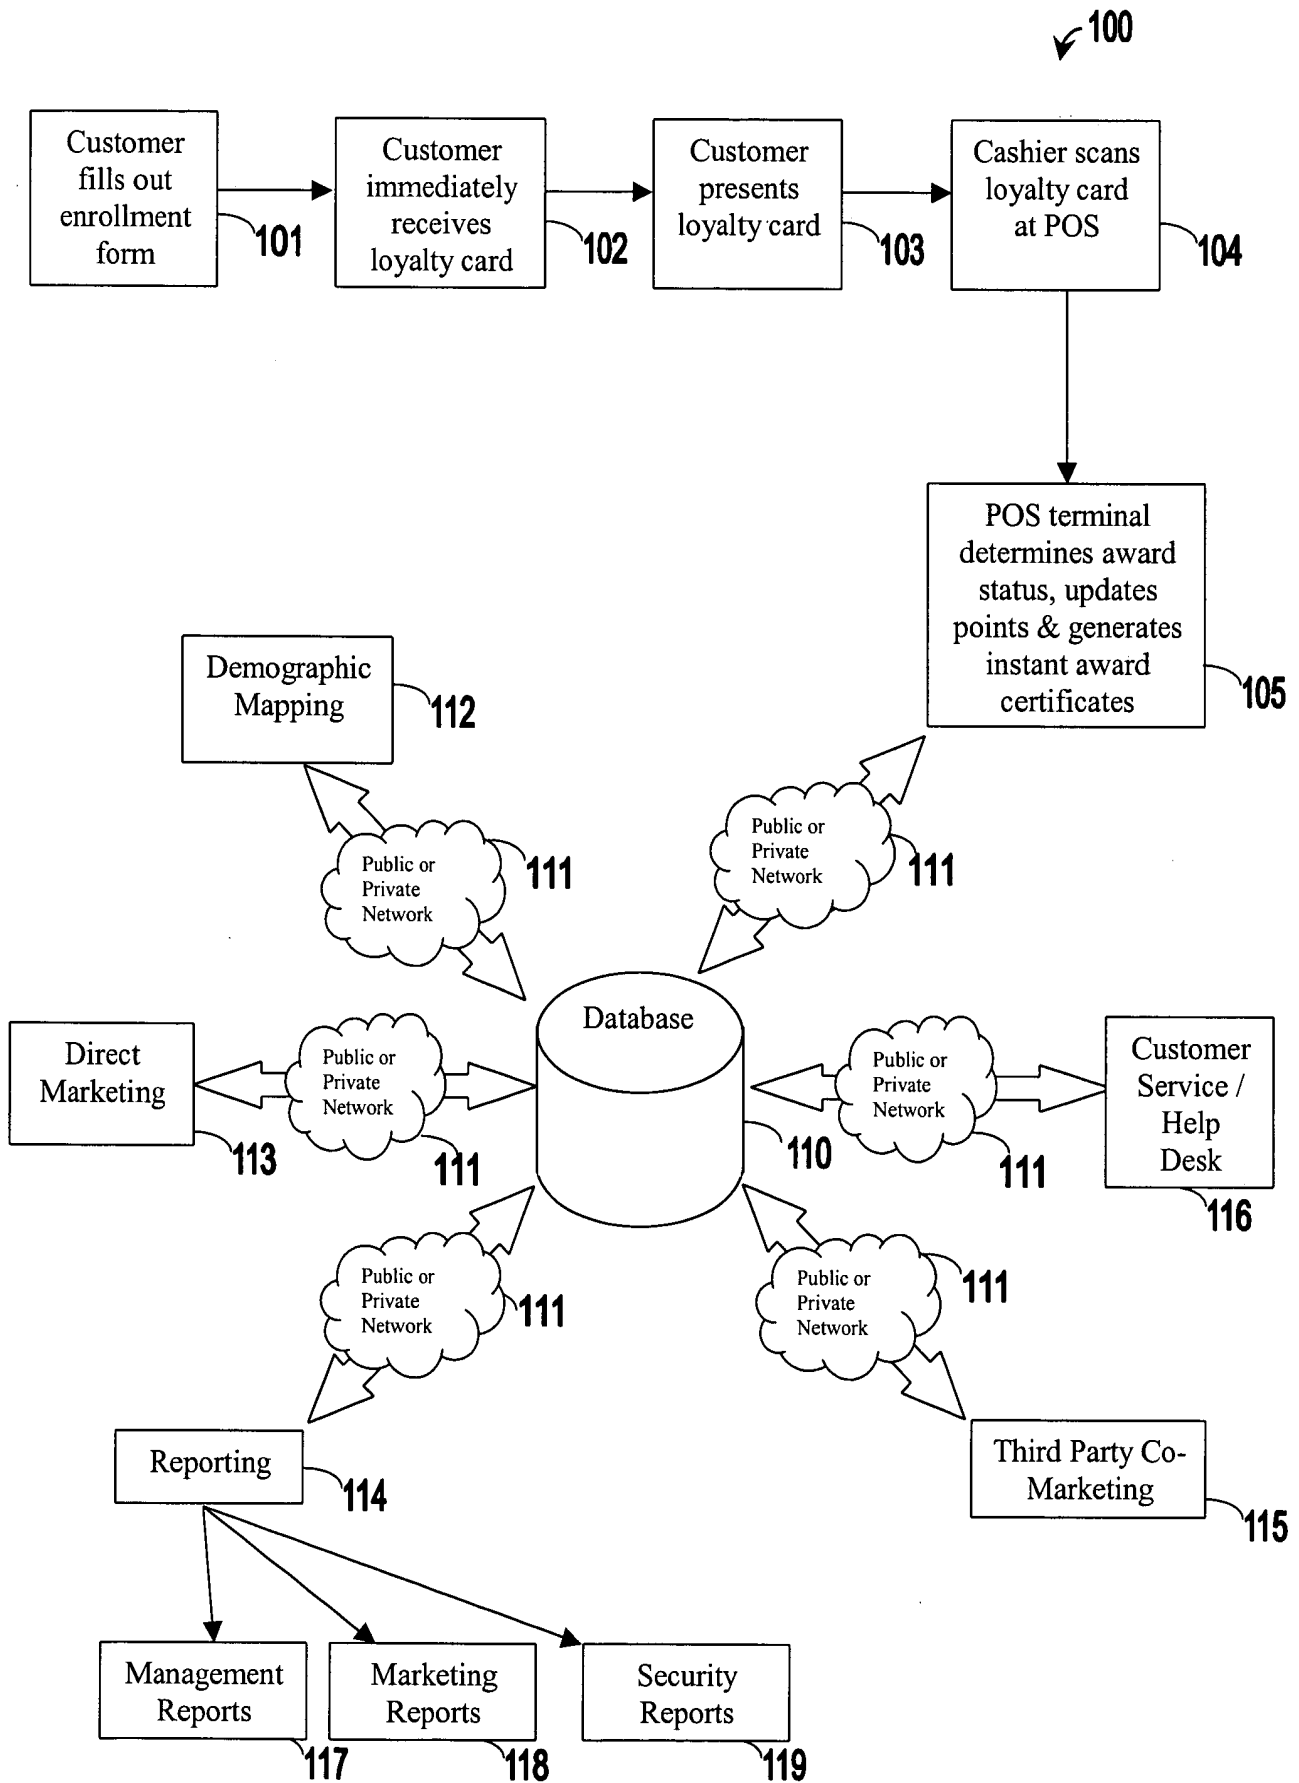 100
Customer
fills out
enrollment
form
101
Customer
immediately
receives
loyalty card
102
Customer
presents
loyalty card
103
Cashier scans
loyalty card
at POS
104
POS terminal
determines award
status, updates
points & generates
instant award
certificates
105
Demographic
Mapping
112
Public or
Private
Network
111
Public or
Private
Network
111
Direct
Marketing
113
Public or
Private
Network
111
Database
110
Public or
Private
Network
111
Customer
Service /
Help
Desk
116
Public or
Private
Network
111
Public or
Private
Network
111
Reporting
114
Third Party Co-
Marketing
115
Management
Reports
117
Marketing
Reports
118
Security
Reports
119